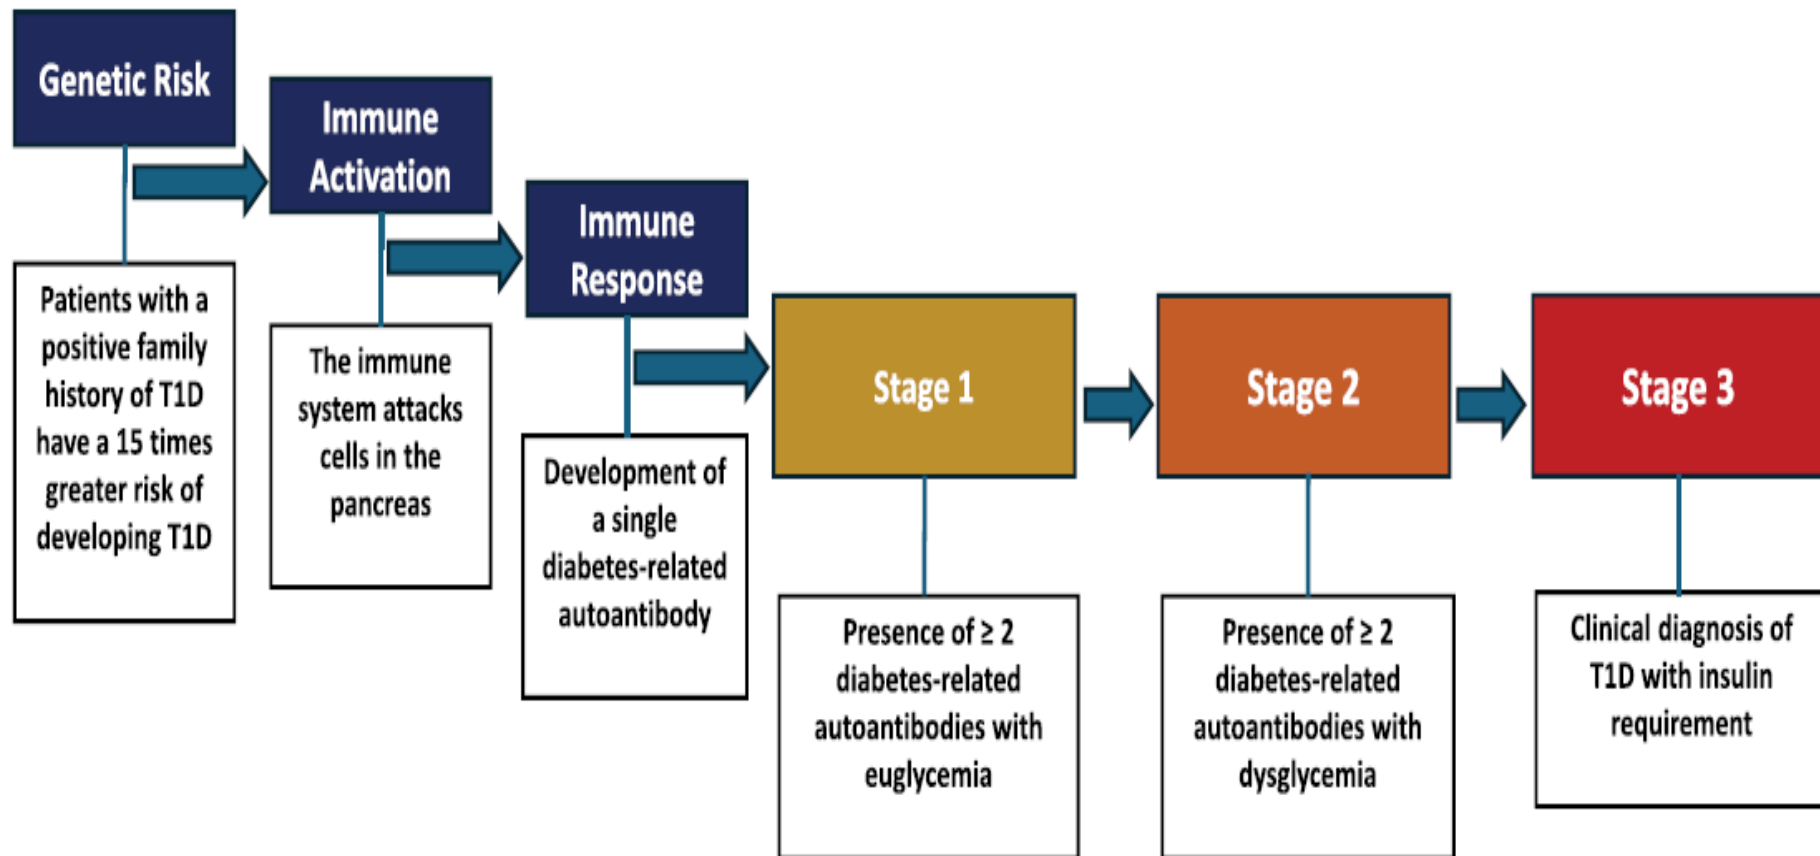 Genetic Risk
Patients with a
positive family
history of T1D
have a 15 times
greater risk of
developing T1D
Immune
Activation
The immune
system attacks
cells in the
pancreas
Immune
Response
Development of
a single
diabetes-related
autoantibody
Stage 1
Presence of ≥ 2
diabetes-related
autoantibodies with
euglycemia
Stage 2
Presence of ≥ 2
diabetes-related
autoantibodies with
dysglycemia
Stage 3
Clinical diagnosis of
T1D with insulin
requirement